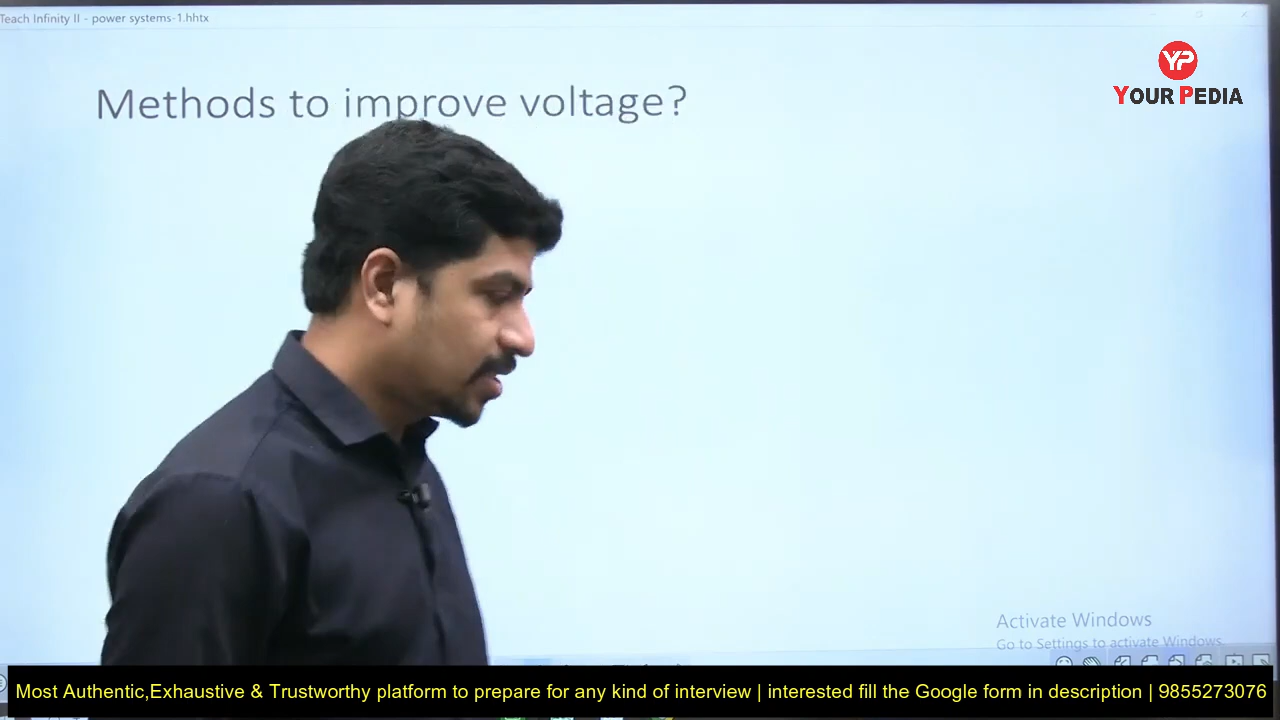 Teach Infinity II - power systems-1.hhtx
YP
YOUR PEDIA
Methods to improve voltage?
Activate Windows
Go to Settings to activate Windows.
Most Authentic,Exhaustive & Trustworthy platform to prepare for any kind of interview | interested fill the Google form in description | 9855273076